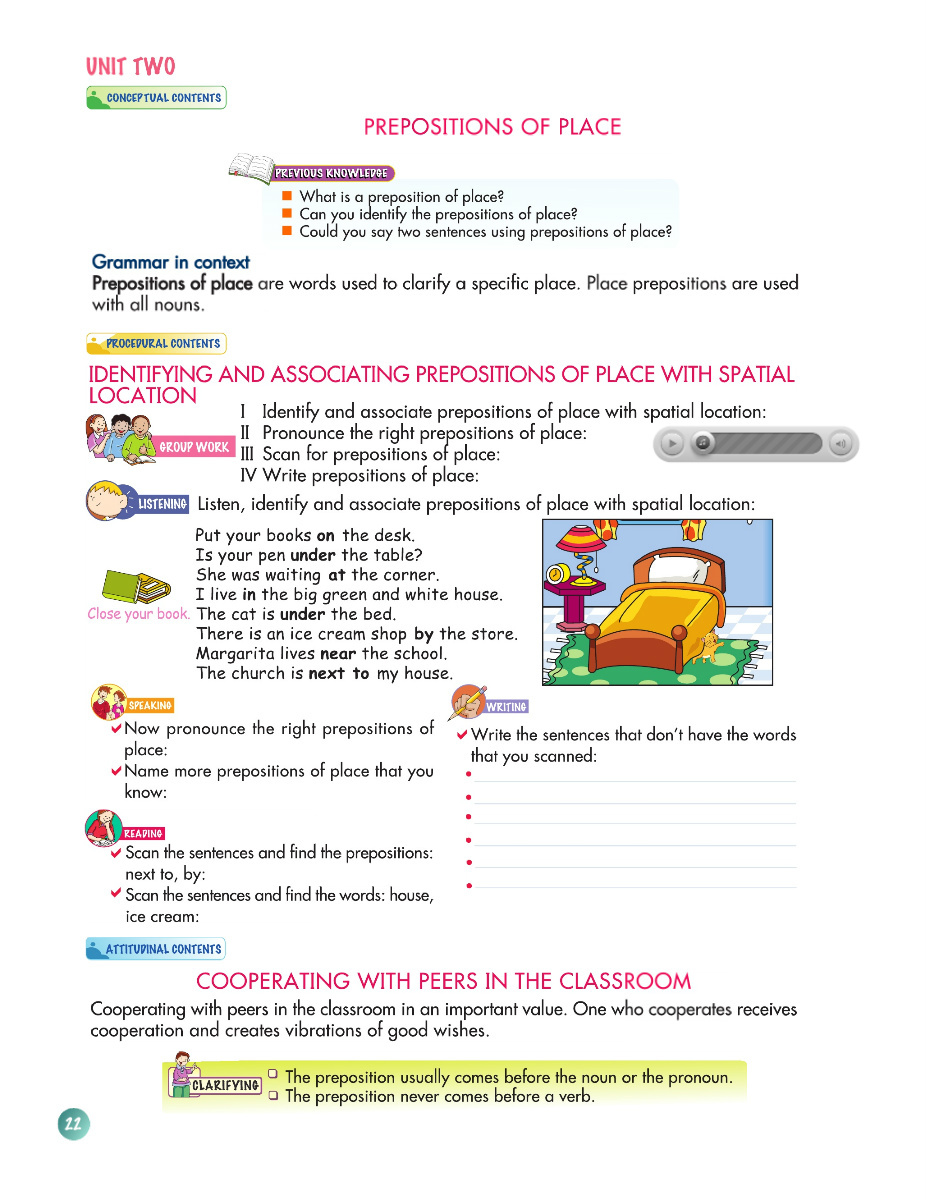 UNIT TWO
CONCEPTUAL CONTENTS
PREPOSITIONS OF PLACE
PREVIOUS KNOWLEDGE
What is a preposition of place?
Can you identify the prepositions of place?
Could you say two sentences using prepositions of place?
Grammar in context
Prepositions of place are words used to clarify a specific place. Place prepositions are used
with all nouns.
PROCEDURAL CONTENTS
IDENTIFYING AND ASSOCIATING PREPOSITIONS OF PLACE WITH SPATIAL
LOCATION
GROUP WORK
I Identify and associate prepositions of place with spatial location:
II Pronounce the right prepositions of place:
III Scan for prepositions of place:
IV Write prepositions of place:
LISTENING
Listen, identify and associate prepositions of place with spatial location:
Close your book.
Put your books on the desk.
Is your pen under the table?
She was waiting at the corner.
I live in the big green and white house.
The cat is under the bed.
There is an ice cream shop by the store.
Margarita lives near the school.
The church is next to my house.
SPEAKING
Now pronounce the right prepositions of
place:
Name more prepositions of place that you
know:
READING
Scan the sentences and find the prepositions:
next to, by:
Scan the sentences and find the words: house,
ice cream:
WRITING
Write the sentences that don't have the words
that you scanned:
ATTITUDINAL CONTENTS
COOPERATING WITH PEERS IN THE CLASSROOM
Cooperating with peers in the classroom in an important value. One who cooperates receives
cooperation and creates vibrations of good wishes.
CLARIFYING
The preposition usually comes before the noun or the pronoun.
The preposition never comes before a verb.
22